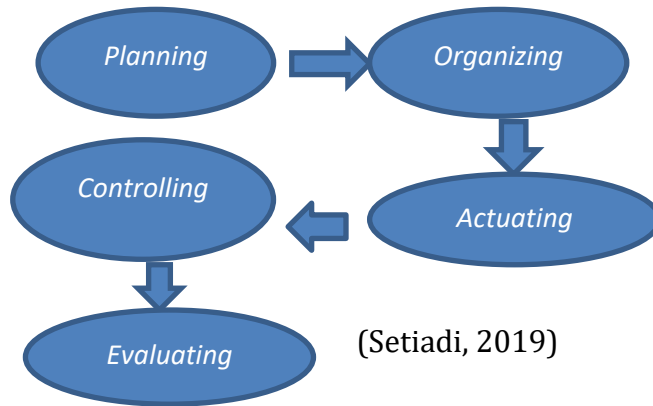 Planning
Organizing
Controlling
Actuating
Evaluating
(Setiadi, 2019)